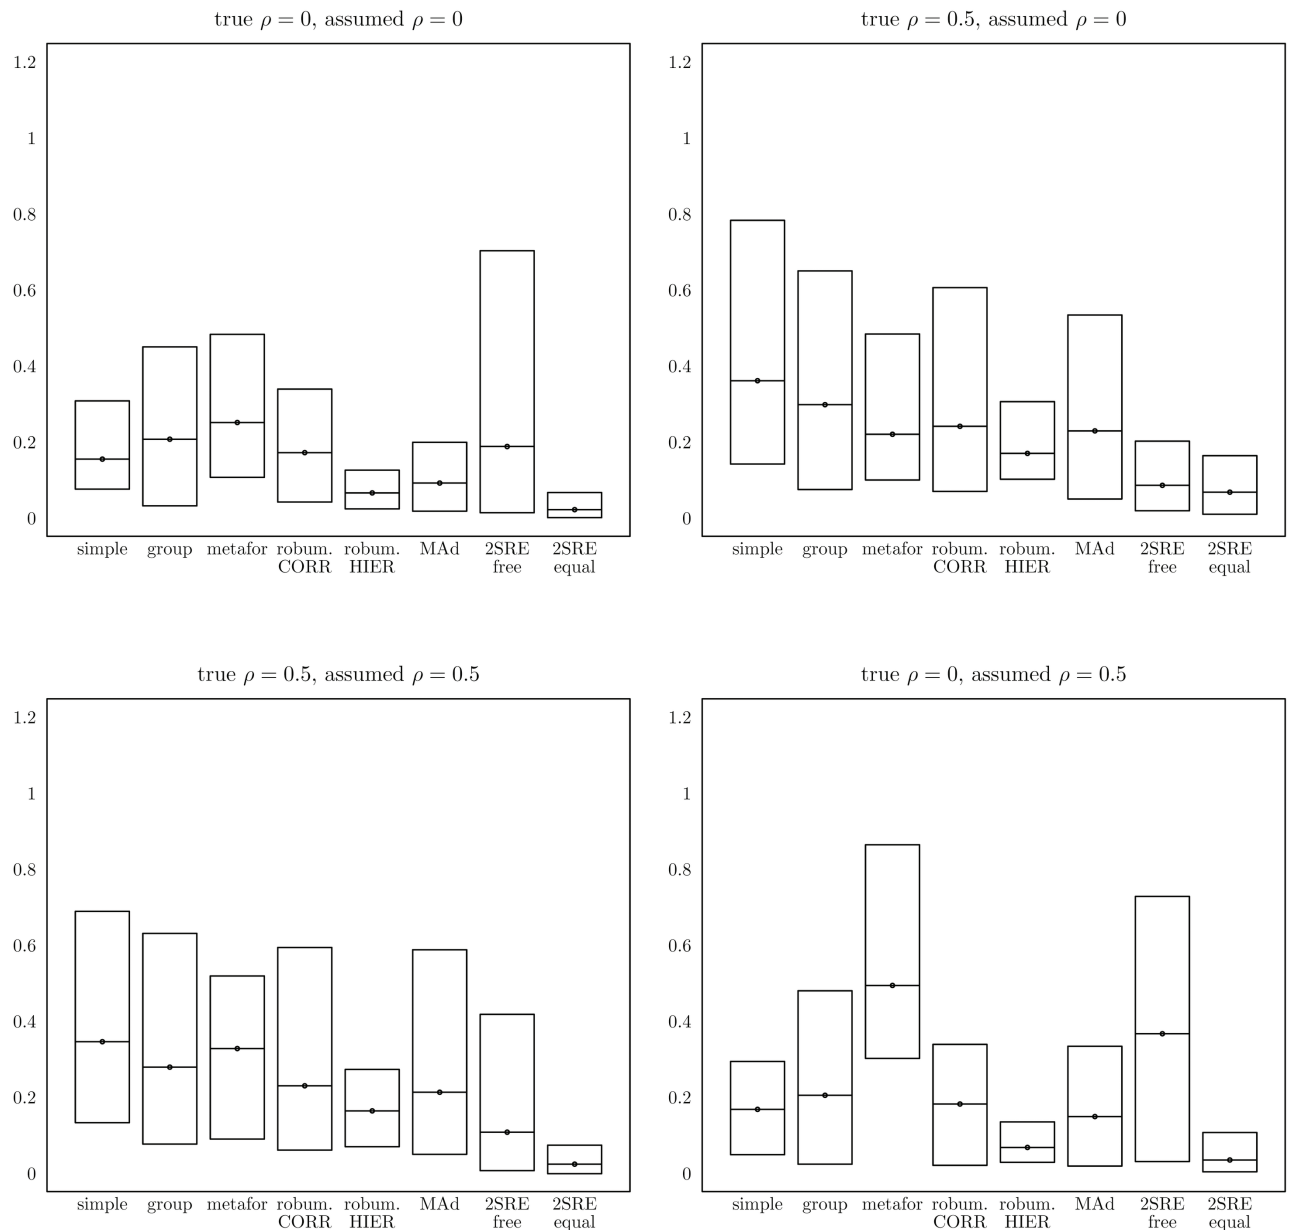 true ρ = 0, assumed ρ = 0
1.2
1
0.8
0.6
0.4
0.2
0
simple group metafor robum. robum. MAd 2SRE 2SRE
CORR HIER free equal
true ρ = 0.5, assumed ρ = 0
1.2
1
0.8
0.6
0.4
0.2
0
simple group metafor robum. robum. MAd 2SRE 2SRE
CORR HIER free equal
true ρ = 0.5, assumed ρ = 0.5
1.2
1
0.8
0.6
0.4
0.2
0
simple group metafor robum. robum. MAd 2SRE 2SRE
CORR HIER free equal
true ρ = 0, assumed ρ = 0.5
1.2
1
0.8
0.6
0.4
0.2
0
simple group metafor robum. robum. MAd 2SRE 2SRE
CORR HIER free equal